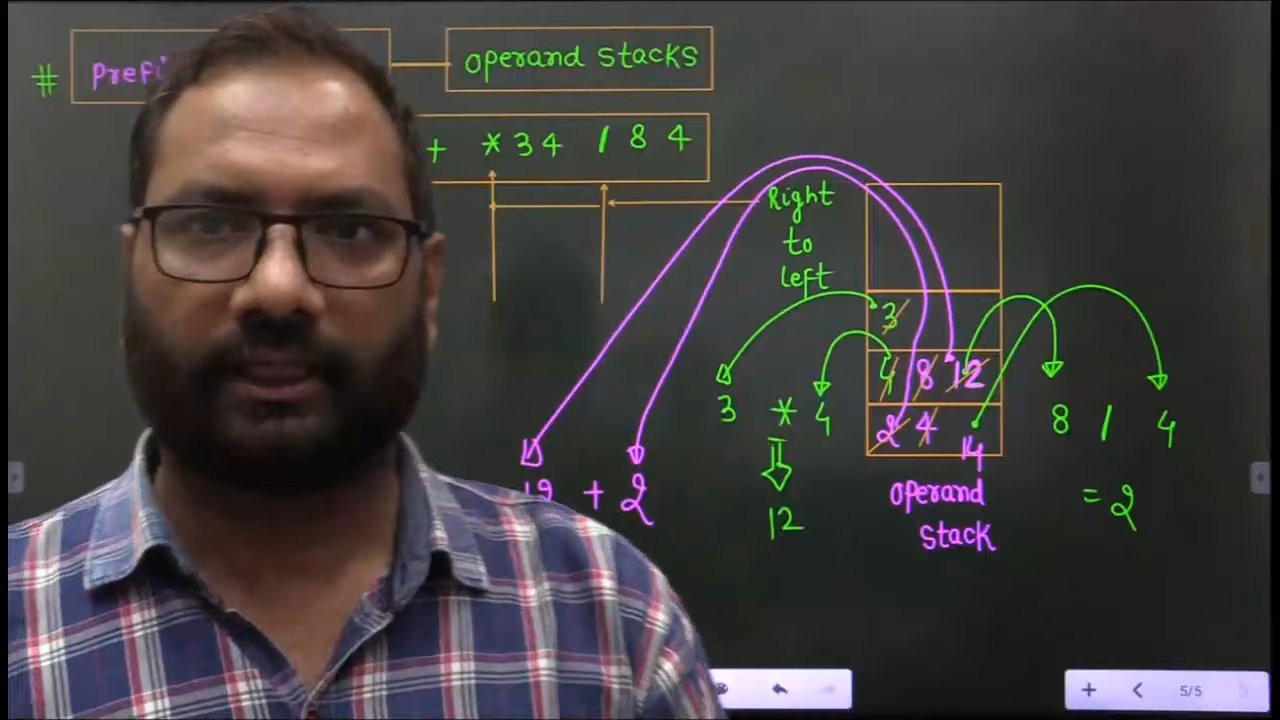 # Prefi
operand stacks
+ * 3 4 / 8 4
Right
to
left
3
4 8 12
2 4
14
3 * 4
8 / 4
12 + 2
12
= 2
operand
stack
5/5